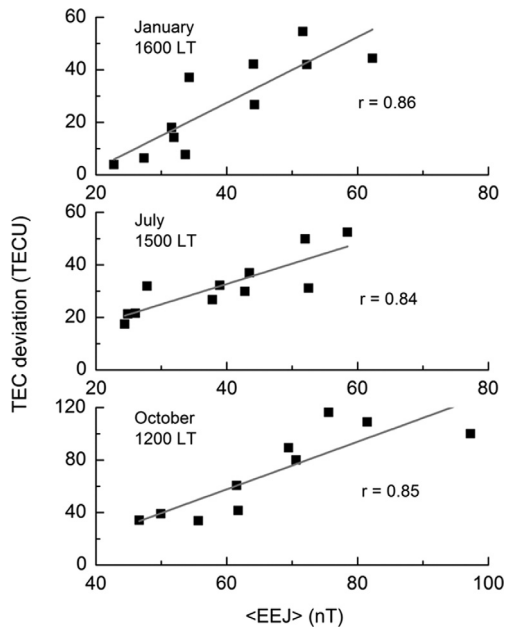 60
January
1600 LT
40
20
r = 0.86
0
20 40 60 80
60
July
1500 LT
40
20
r = 0.84
0
20 40 60 80
TEC deviation (TECU)
120
October
1200 LT
80
40
r = 0.85
0
40 60 80 100
<EEJ> (nT)